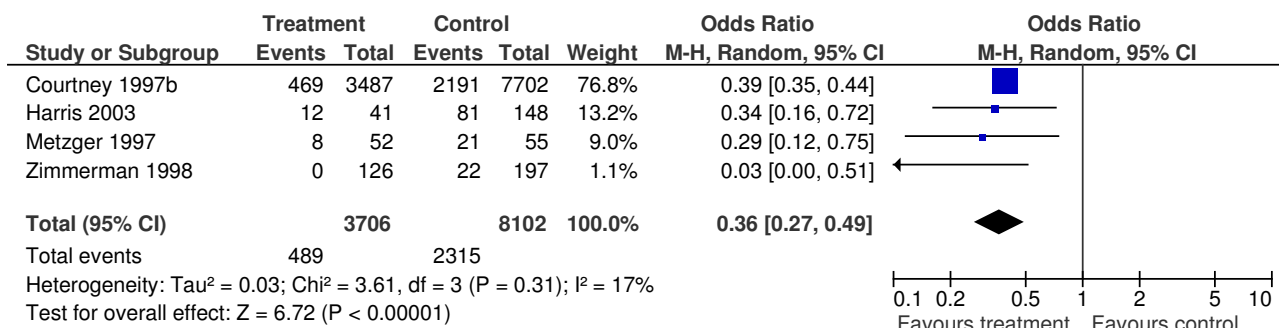 Treatment Control Odds Ratio Odds Ratio
Study or Subgroup Events Total Events Total Weight M-H, Random, 95% CI M-H, Random, 95% CI
Courtney 1997b 469 3487 2191 7702 76.8% 0.39 [0.35, 0.44]
Harris 2003 12 41 81 148 13.2% 0.34 [0.16, 0.72]
Metzger 1997 8 52 21 55 9.0% 0.29 [0.12, 0.75]
Zimmerman 1998 0 126 22 197 1.1% 0.03 [0.00, 0.51]
Total (95% CI) 3706 8102 100.0% 0.36 [0.27, 0.49]
Total events 489 2315
Heterogeneity: Tau² = 0.03; Chi² = 3.61, df = 3 (P = 0.31); I² = 17%
Test for overall effect: Z = 6.72 (P < 0.00001)
0.1 0.2 0.5 1 2 5 10
Favours treatment Favours control